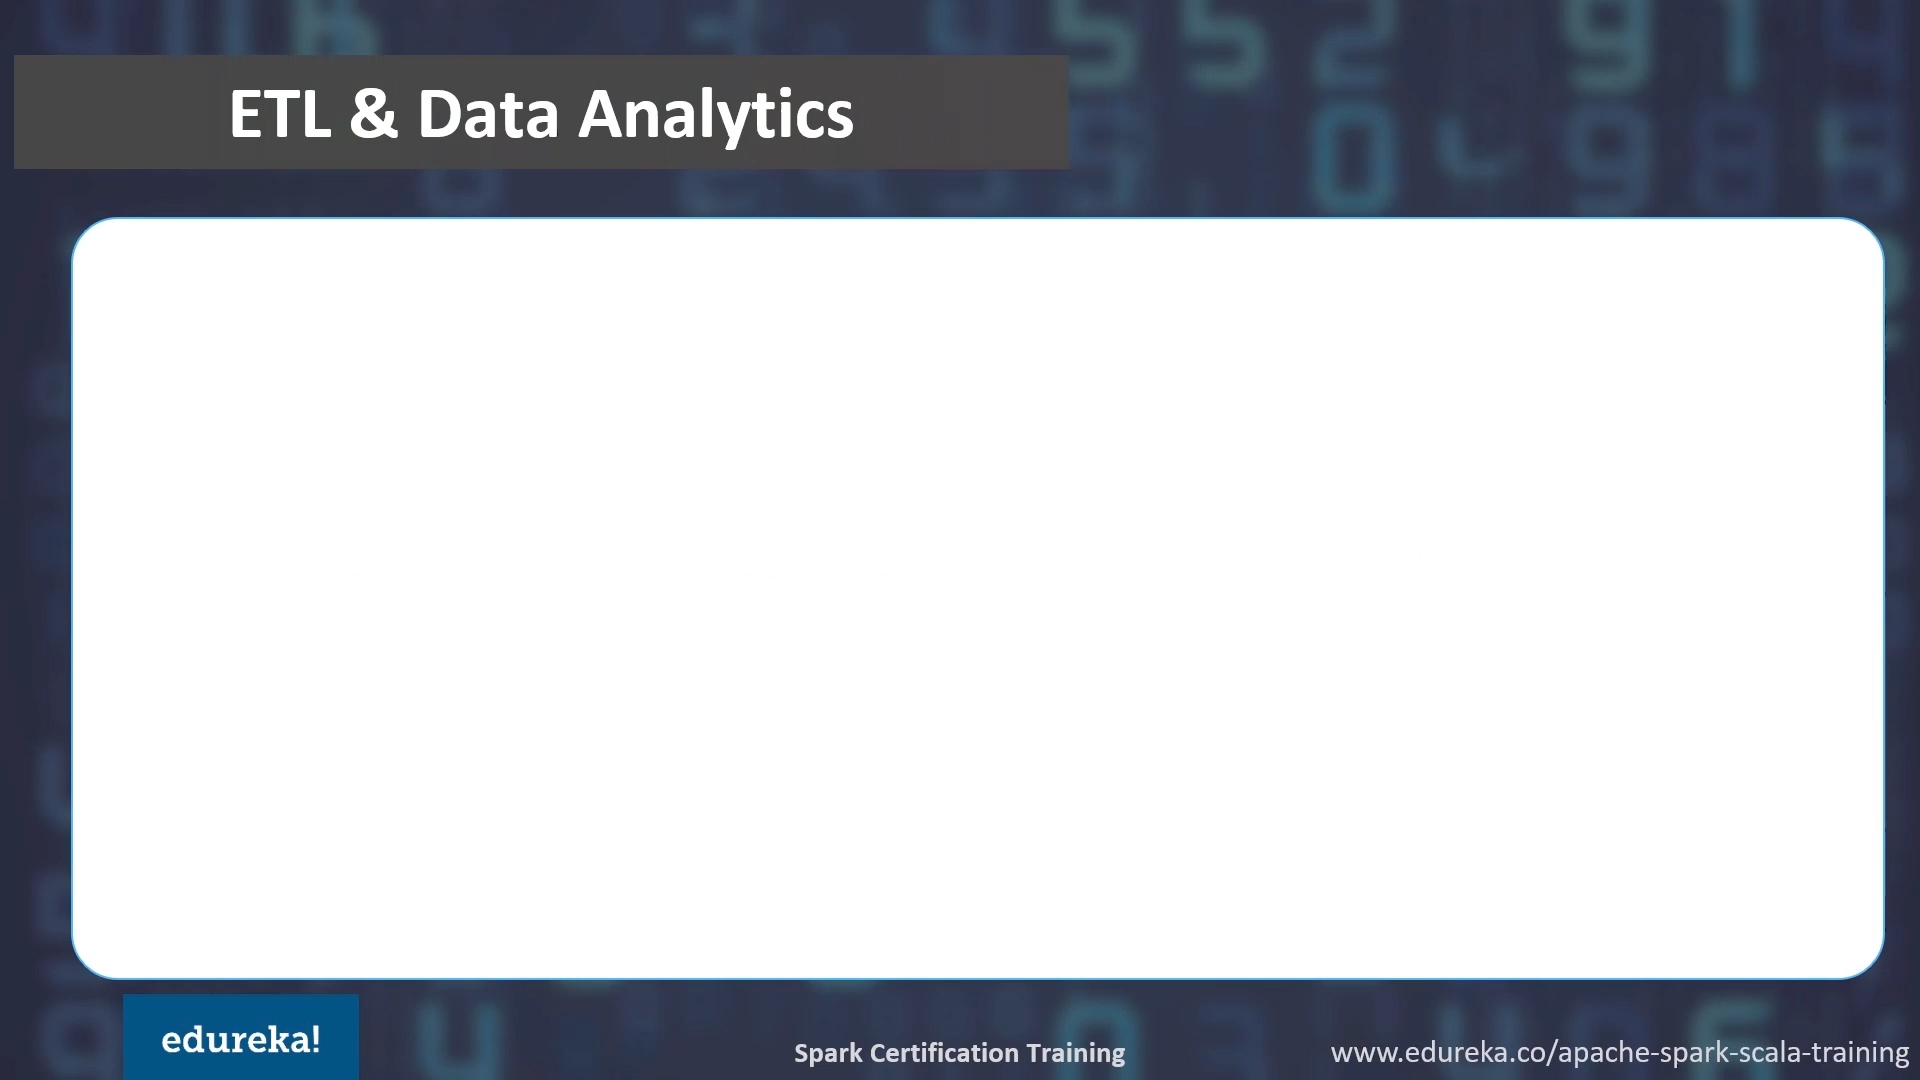 ETL & Data Analytics
edureka!
Spark Certification Training
www.edureka.co/apache-spark-scala-training